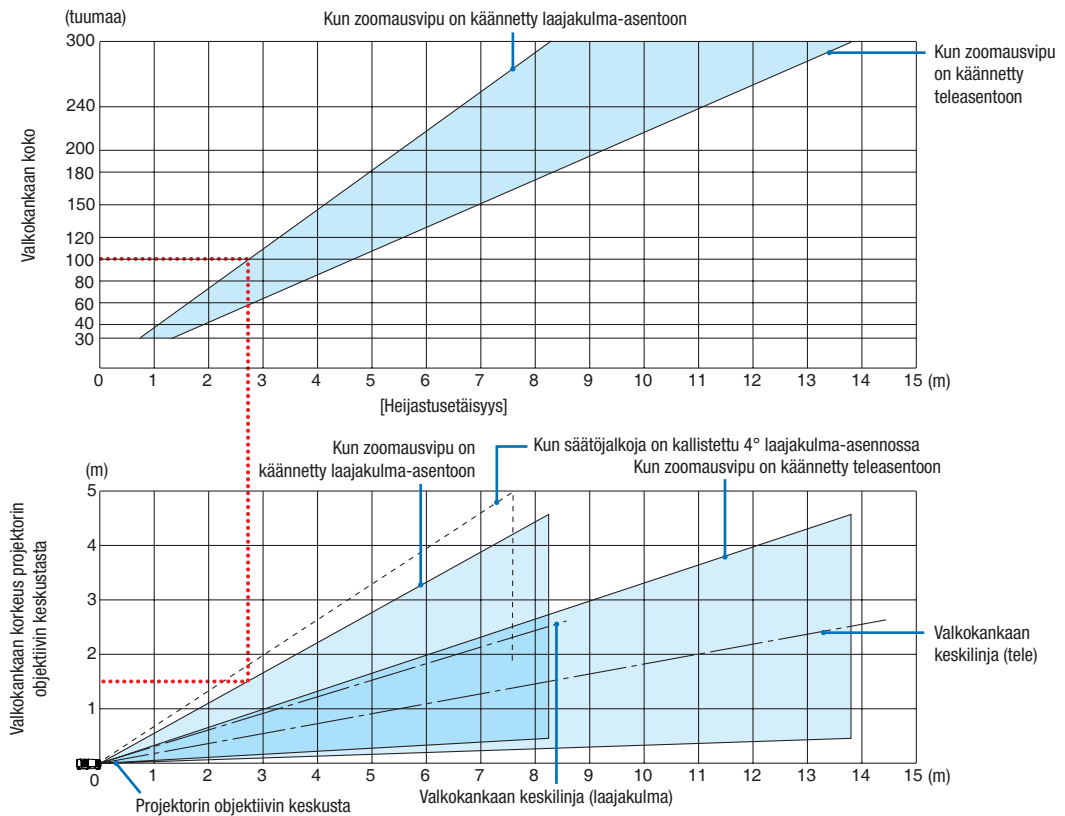 (tuumaa)
Kun zoomausvipu on käännetty laajakulma-asentoon
300
240
200
180
150
120
100
80
60
40
30
Valkokankaan koko
Kun zoomausvipu
on käännetty
teleasentoon
0 1 2 3 4 5 6 7 8 9 10 11 12 13 14 15 (m)
[Heijastusetäisyys]
Kun zoomausvipu on
käännetty laajakulma-asentoon
Kun säätöjalkoja on kallistettu 4° laajakulma-asennossa
Kun zoomausvipu on käännetty teleasentoon
(m)
5
4
3
2
1
Valkokankaan korkeus projektorin
objektiivin keskustasta
Valkokankaan
keskilinja (tele)
0 1 2 3 4 5 6 7 8 9 10 11 12 13 14 15 (m)
Projektorin objektiivin keskusta
Valkokankaan keskilinja (laajakulma)